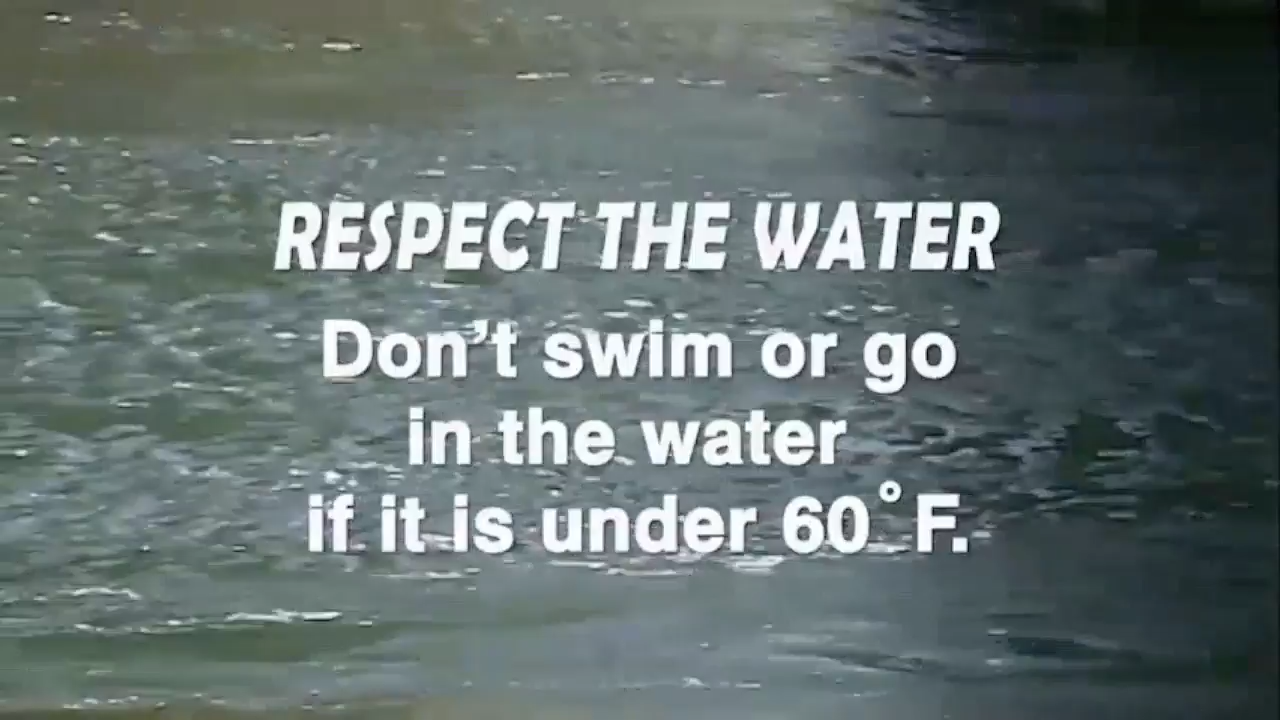 RESPECT THE WATER
Don't swim or go
in the water
if it is under 60° F.